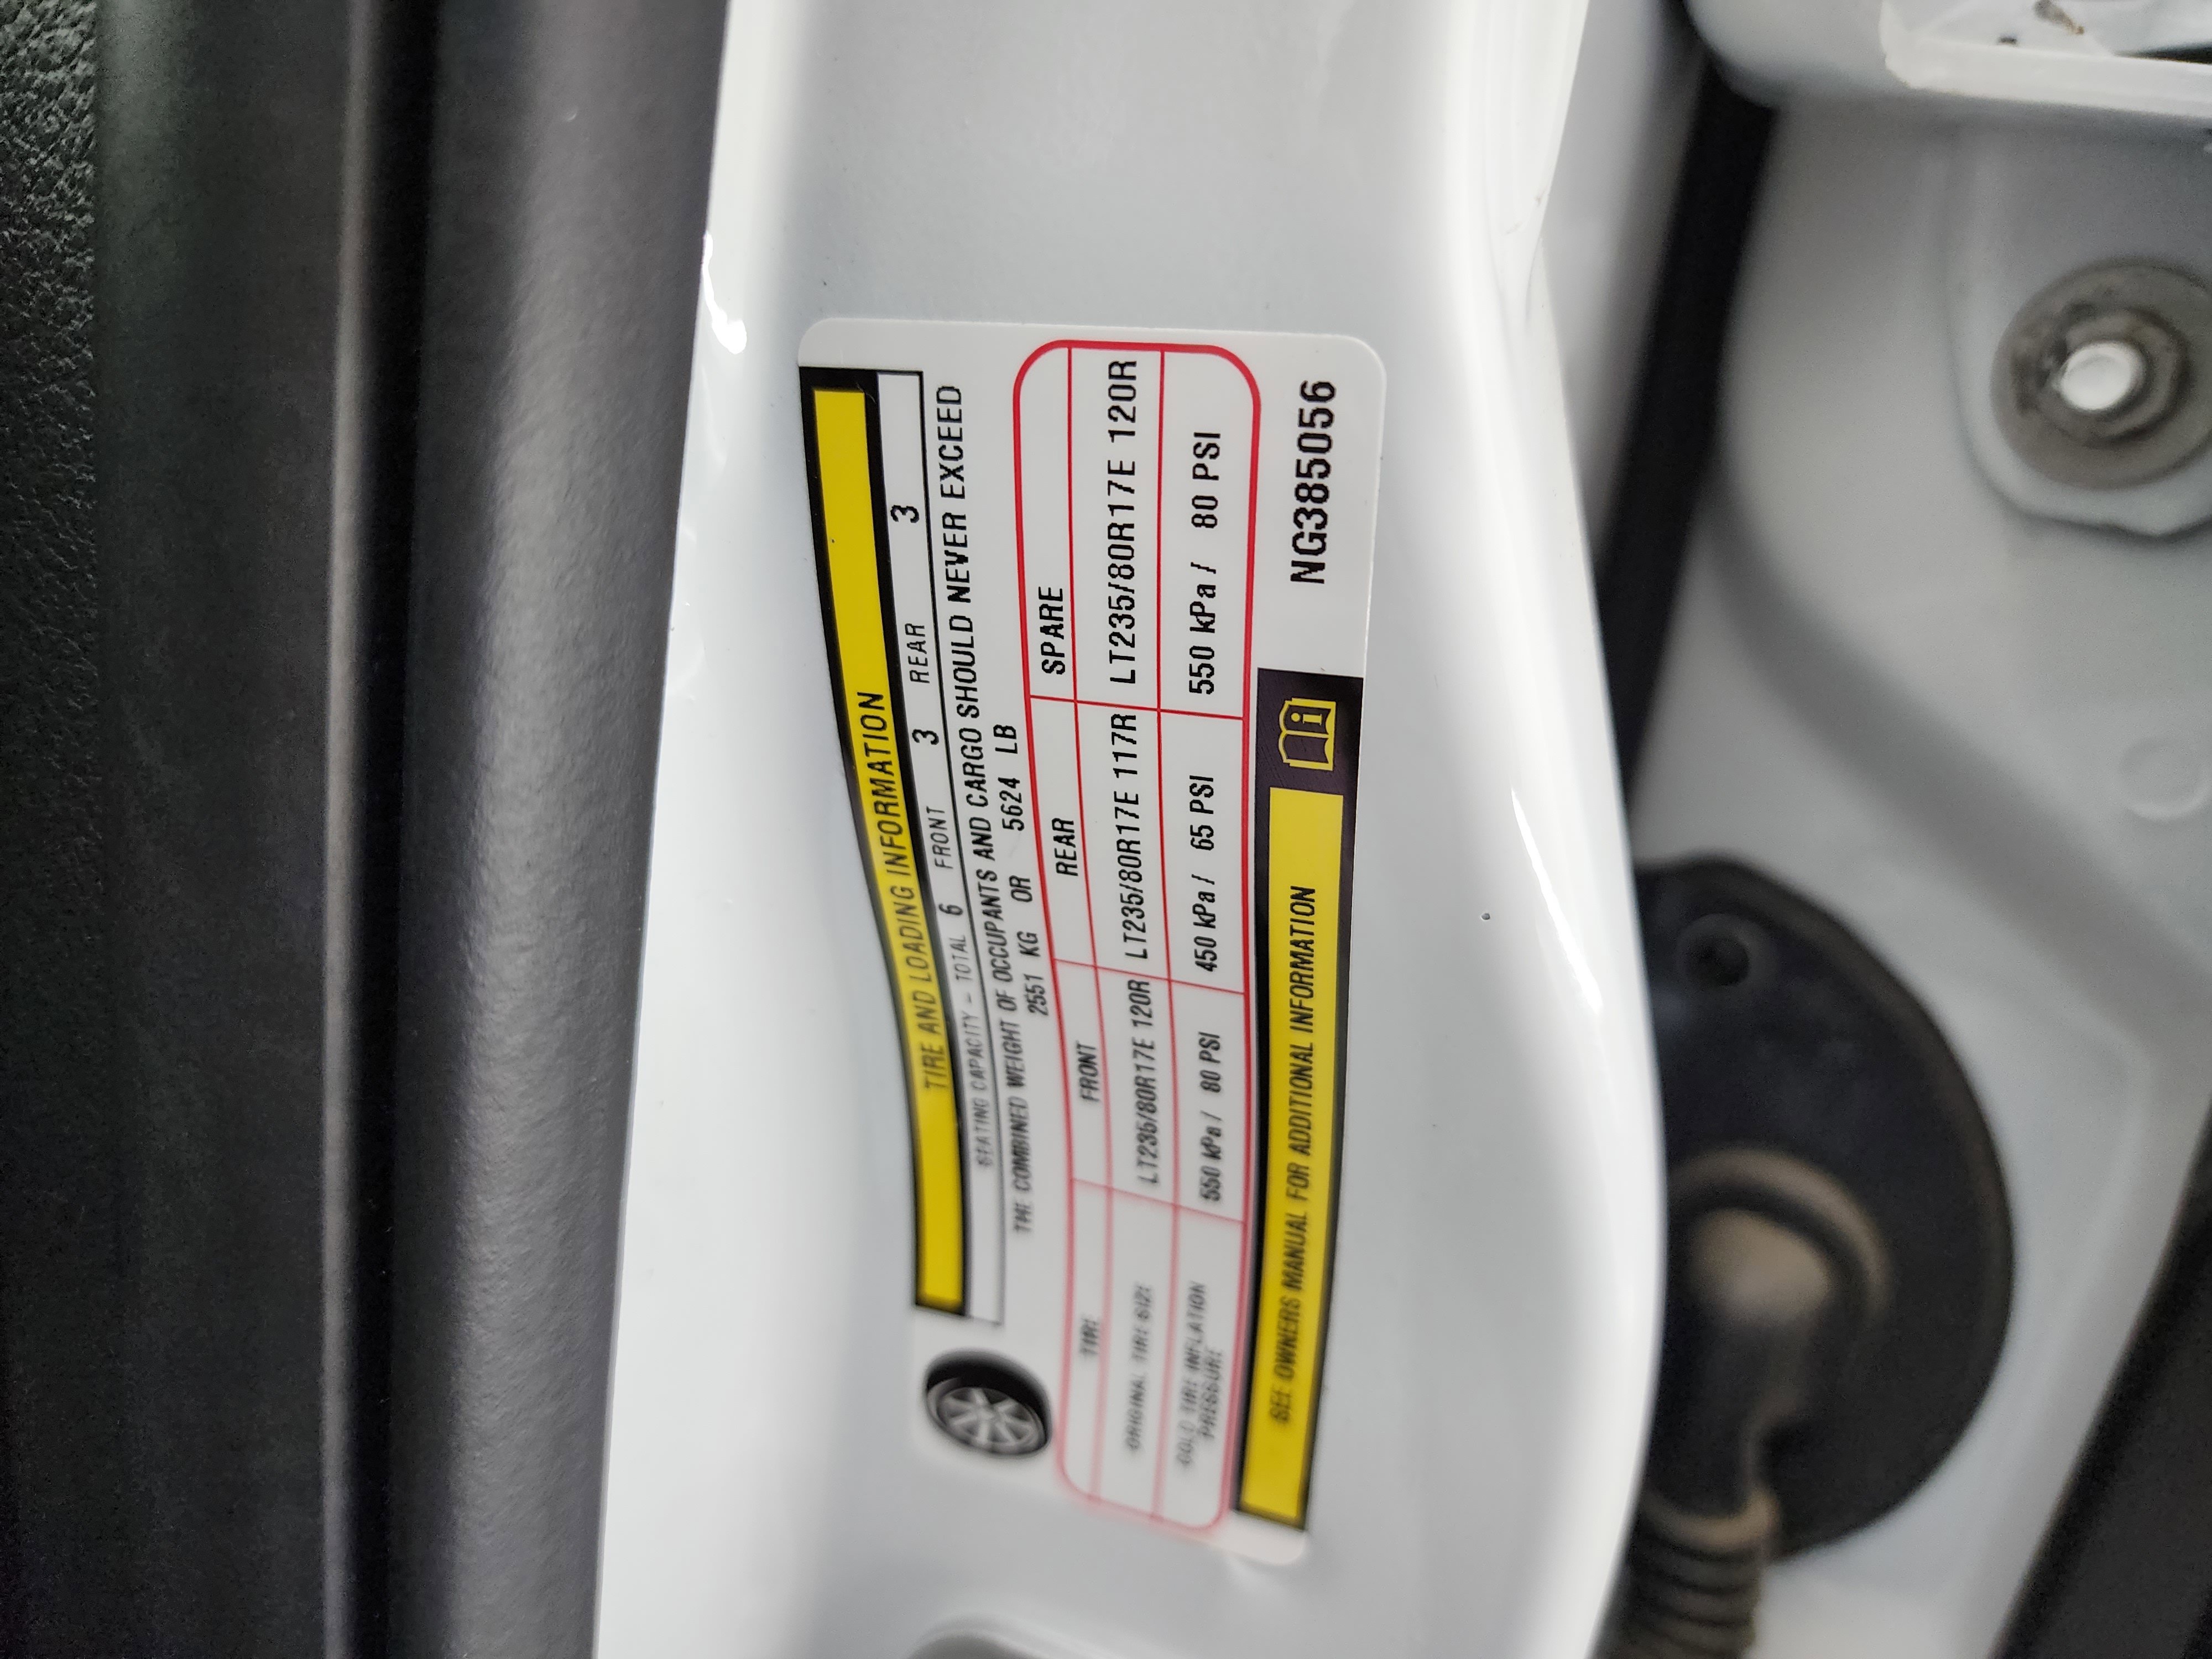 TIRE AND LOADING INFORMATION
SEATING CAPACITY - TOTAL 6 FRONT 3 REAR 3
THE COMBINED WEIGHT OF OCCUPANTS AND CARGO SHOULD NEVER EXCEED
2551 KG OR 5624 LB
TIRE FRONT REAR SPARE
ORIGINAL TIRE SIZE LT235/80R17E 120R LT235/80R17E 117R LT235/80R17E 120R
COLD TIRE INFLATION PRESSURE 550 kPa / 80 PSI 450 kPa / 65 PSI 550 kPa / 80 PSI
SEE OWNERS MANUAL FOR ADDITIONAL INFORMATION
NG385056